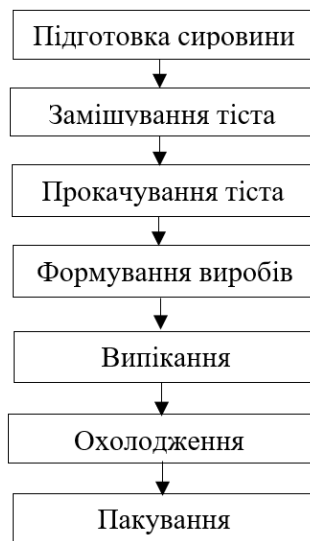 Підготовка сировини
Замішування тіста
Прокачування тіста
Формування виробів
Випікання
Охолодження
Пакування